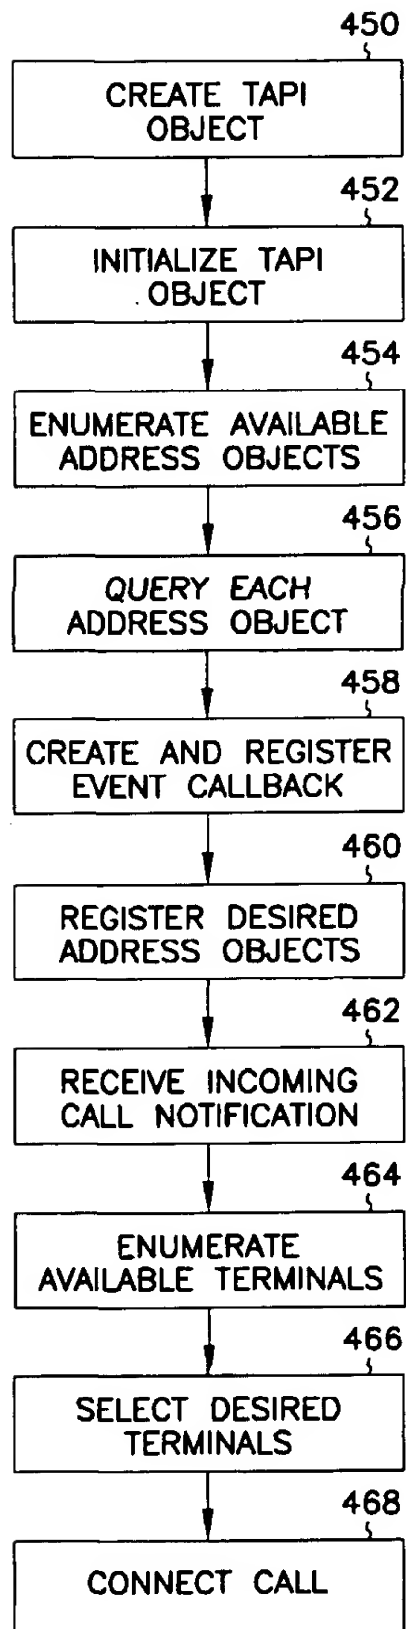 450
CREATE TAPI
OBJECT
452
INITIALIZE TAPI
OBJECT
454
ENUMERATE AVAILABLE
ADDRESS OBJECTS
456
QUERY EACH
ADDRESS OBJECT
458
CREATE AND REGISTER
EVENT CALLBACK
460
REGISTER DESIRED
ADDRESS OBJECTS
462
RECEIVE INCOMING
CALL NOTIFICATION
464
ENUMERATE
AVAILABLE TERMINALS
466
SELECT DESIRED
TERMINALS
468
CONNECT CALL